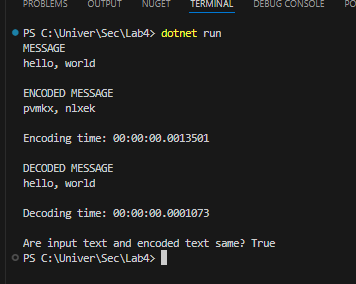 PROBLEMS OUTPUT NUGET TERMINAL DEBUG CONSOLE
PS C:\Univer\Sec\Lab4> dotnet run
MESSAGE
hello, world
ENCODED MESSAGE
pvmkx, nlxek
Encoding time: 00:00:00.0013501
DECODED MESSAGE
hello, world
Decoding time: 00:00:00.0001073
Are input text and encoded text same? True
PS C:\Univer\Sec\Lab4>